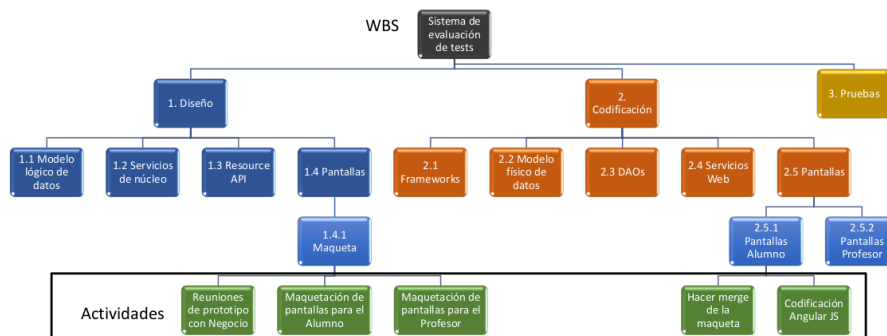 WBS
Sistema de
evaluación
de tests
1. Diseño
2.
Codificación
3. Pruebas
1.1 Modelo
lógico de
datos
1.2 Servicios
de núcleo
1.3 Resource
API
1.4 Pantallas
2.1
Frameworks
2.2 Modelo
físico de
datos
2.3 DAOs
2.4 Servicios
Web
2.5 Pantallas
1.4.1
Maqueta
2.5.1
Pantallas
Alumno
2.5.2
Pantallas
Profesor
Actividades
Reuniones
de prototipo
con Negocio
Maquetación de
pantallas para el
Alumno
Maquetación de
pantallas para el
Profesor
Hacer merge
de la
maqueta
Codificación
Angular JS